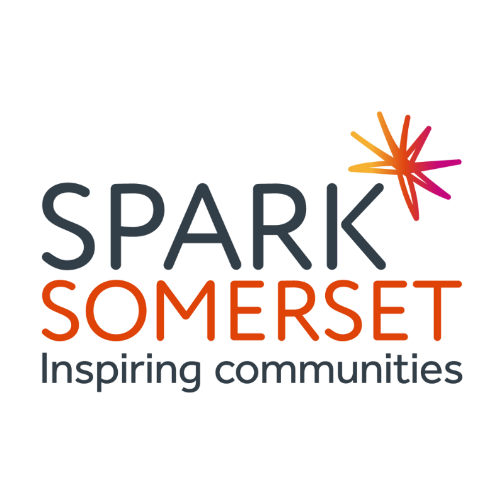 SPARK
SOMERSET
Inspiring communities